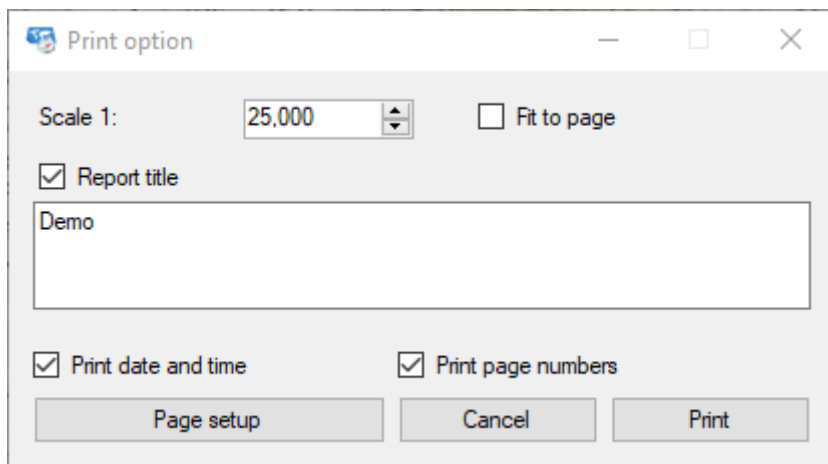 Print option
Scale 1: 25,000 Fit to page
Report title
Demo
Print date and time Print page numbers
Page setup Cancel Print